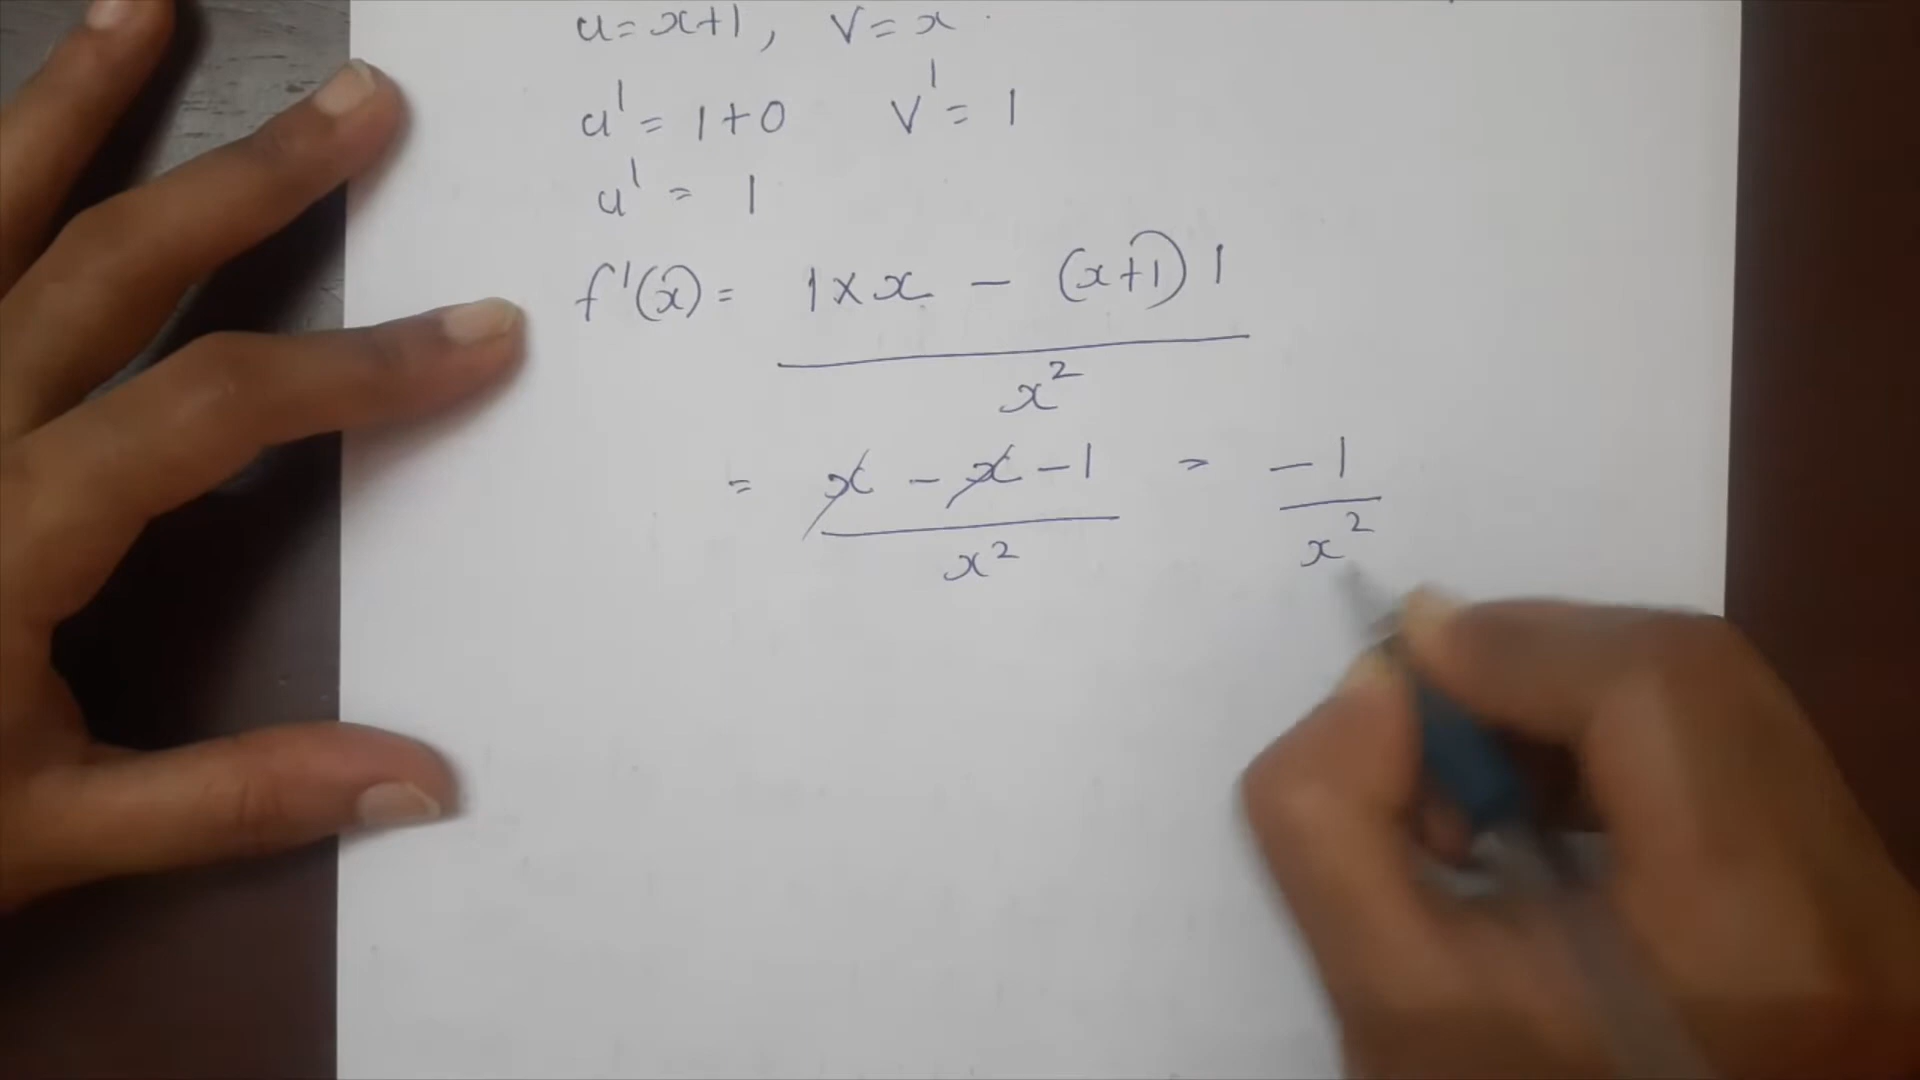 u = x+1, V = x
u' = 1+0 V' = 1
u' = 1
f'(x) = 1 × x − (x+1) 1
x²
= x − x − 1 = −1
x² x²